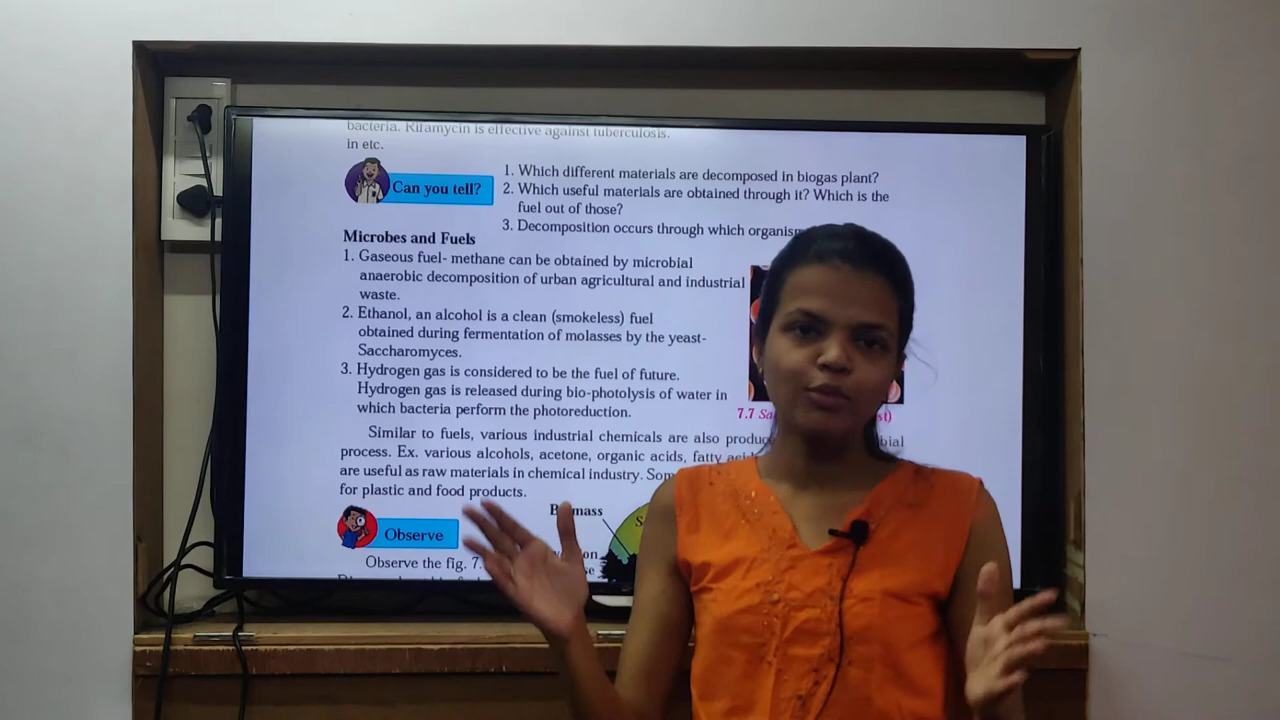 bacteria. Rifamycin is effective against tuberculosis.
in etc.
Can you tell?
1. Which different materials are decomposed in biogas plant?
2. Which useful materials are obtained through it? Which is the
fuel out of those?
3. Decomposition occurs through which organism
Microbes and Fuels
1. Gaseous fuel- methane can be obtained by microbial
anaerobic decomposition of urban agricultural and industrial
waste.
2. Ethanol, an alcohol is a clean (smokeless) fuel
obtained during fermentation of molasses by the yeast-
Saccharomyces.
3. Hydrogen gas is considered to be the fuel of future.
Hydrogen gas is released during bio-photolysis of water in
which bacteria perform the photoreduction.
7.7
Similar to fuels, various industrial chemicals are also
process. Ex. various alcohols, acetone, organic acids, fatty
are useful as raw materials in chemical industry.
for plastic and food products.
Observe
Observe the fig. 7.